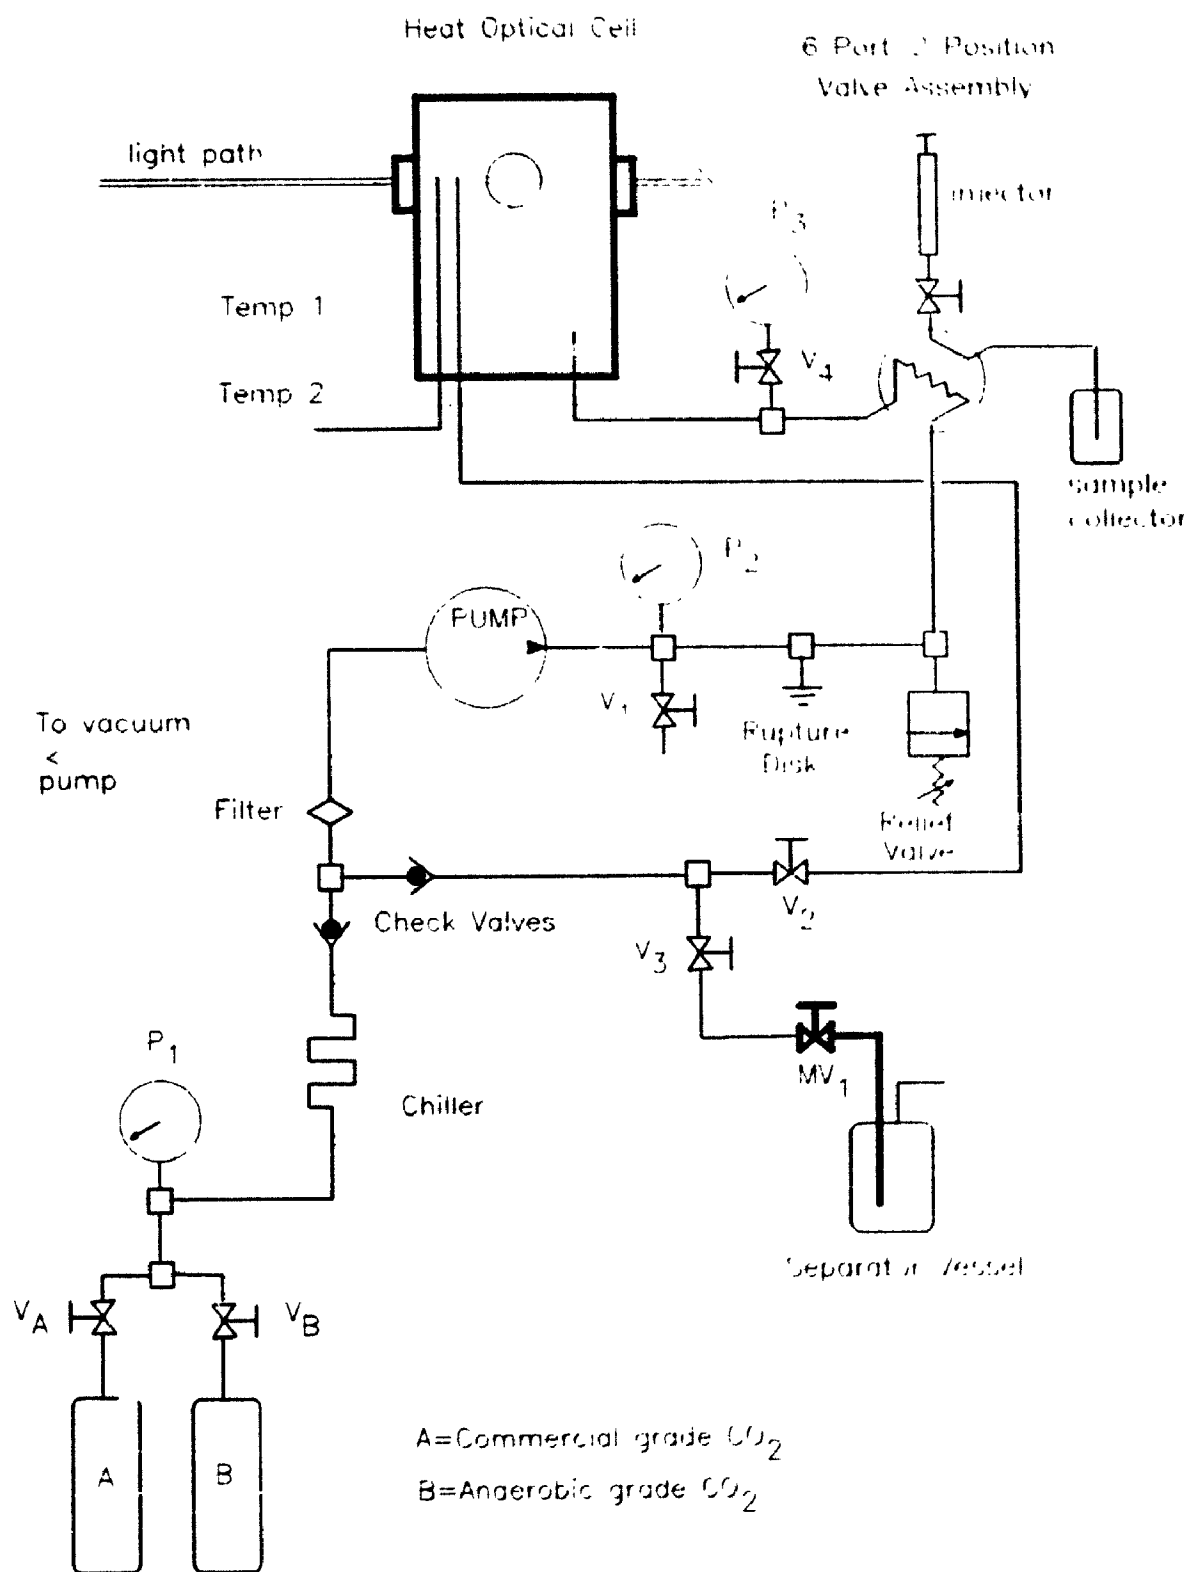 Heat Optical Cell
6 Port 2 Position
Valve Assembly
light path
injector
P3
Temp 1
V4
Temp 2
sample
collector
P2
PUMP
V1
To vacuum
<
pump
Rupture
Disk
Filter
Relief
Valve
Check Valves
V2
V3
P1
MV1
Chiller
Separator Vessel
VA
VB
A
B
A=Commercial grade CO2
B=Anaerobic grade CO2